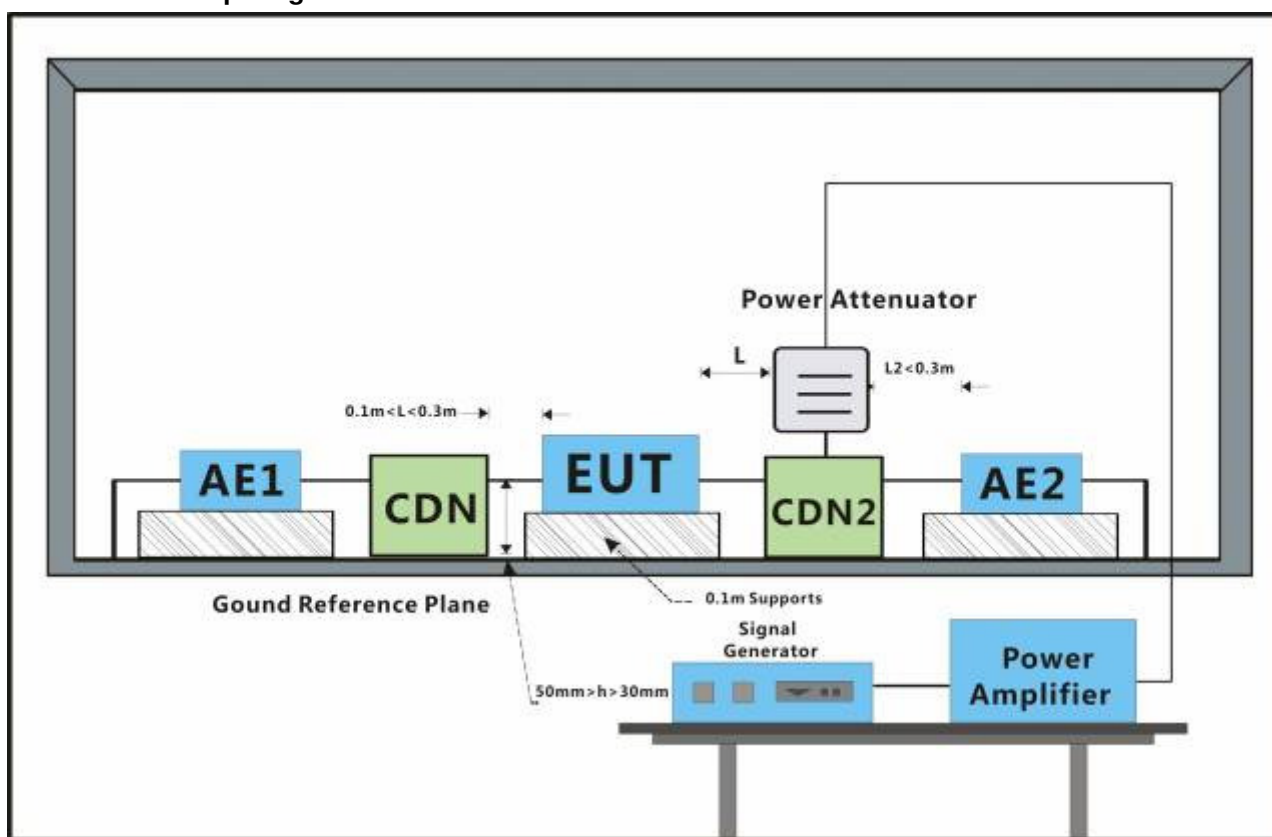 Power Attenuator
L
L2<0.3m
0.1m<L<0.3m
AE1
CDN
EUT
CDN2
AE2
Gound Reference Plane
0.1m Supports
Signal
Generator
Power
Amplifier
50mm>h>30mm